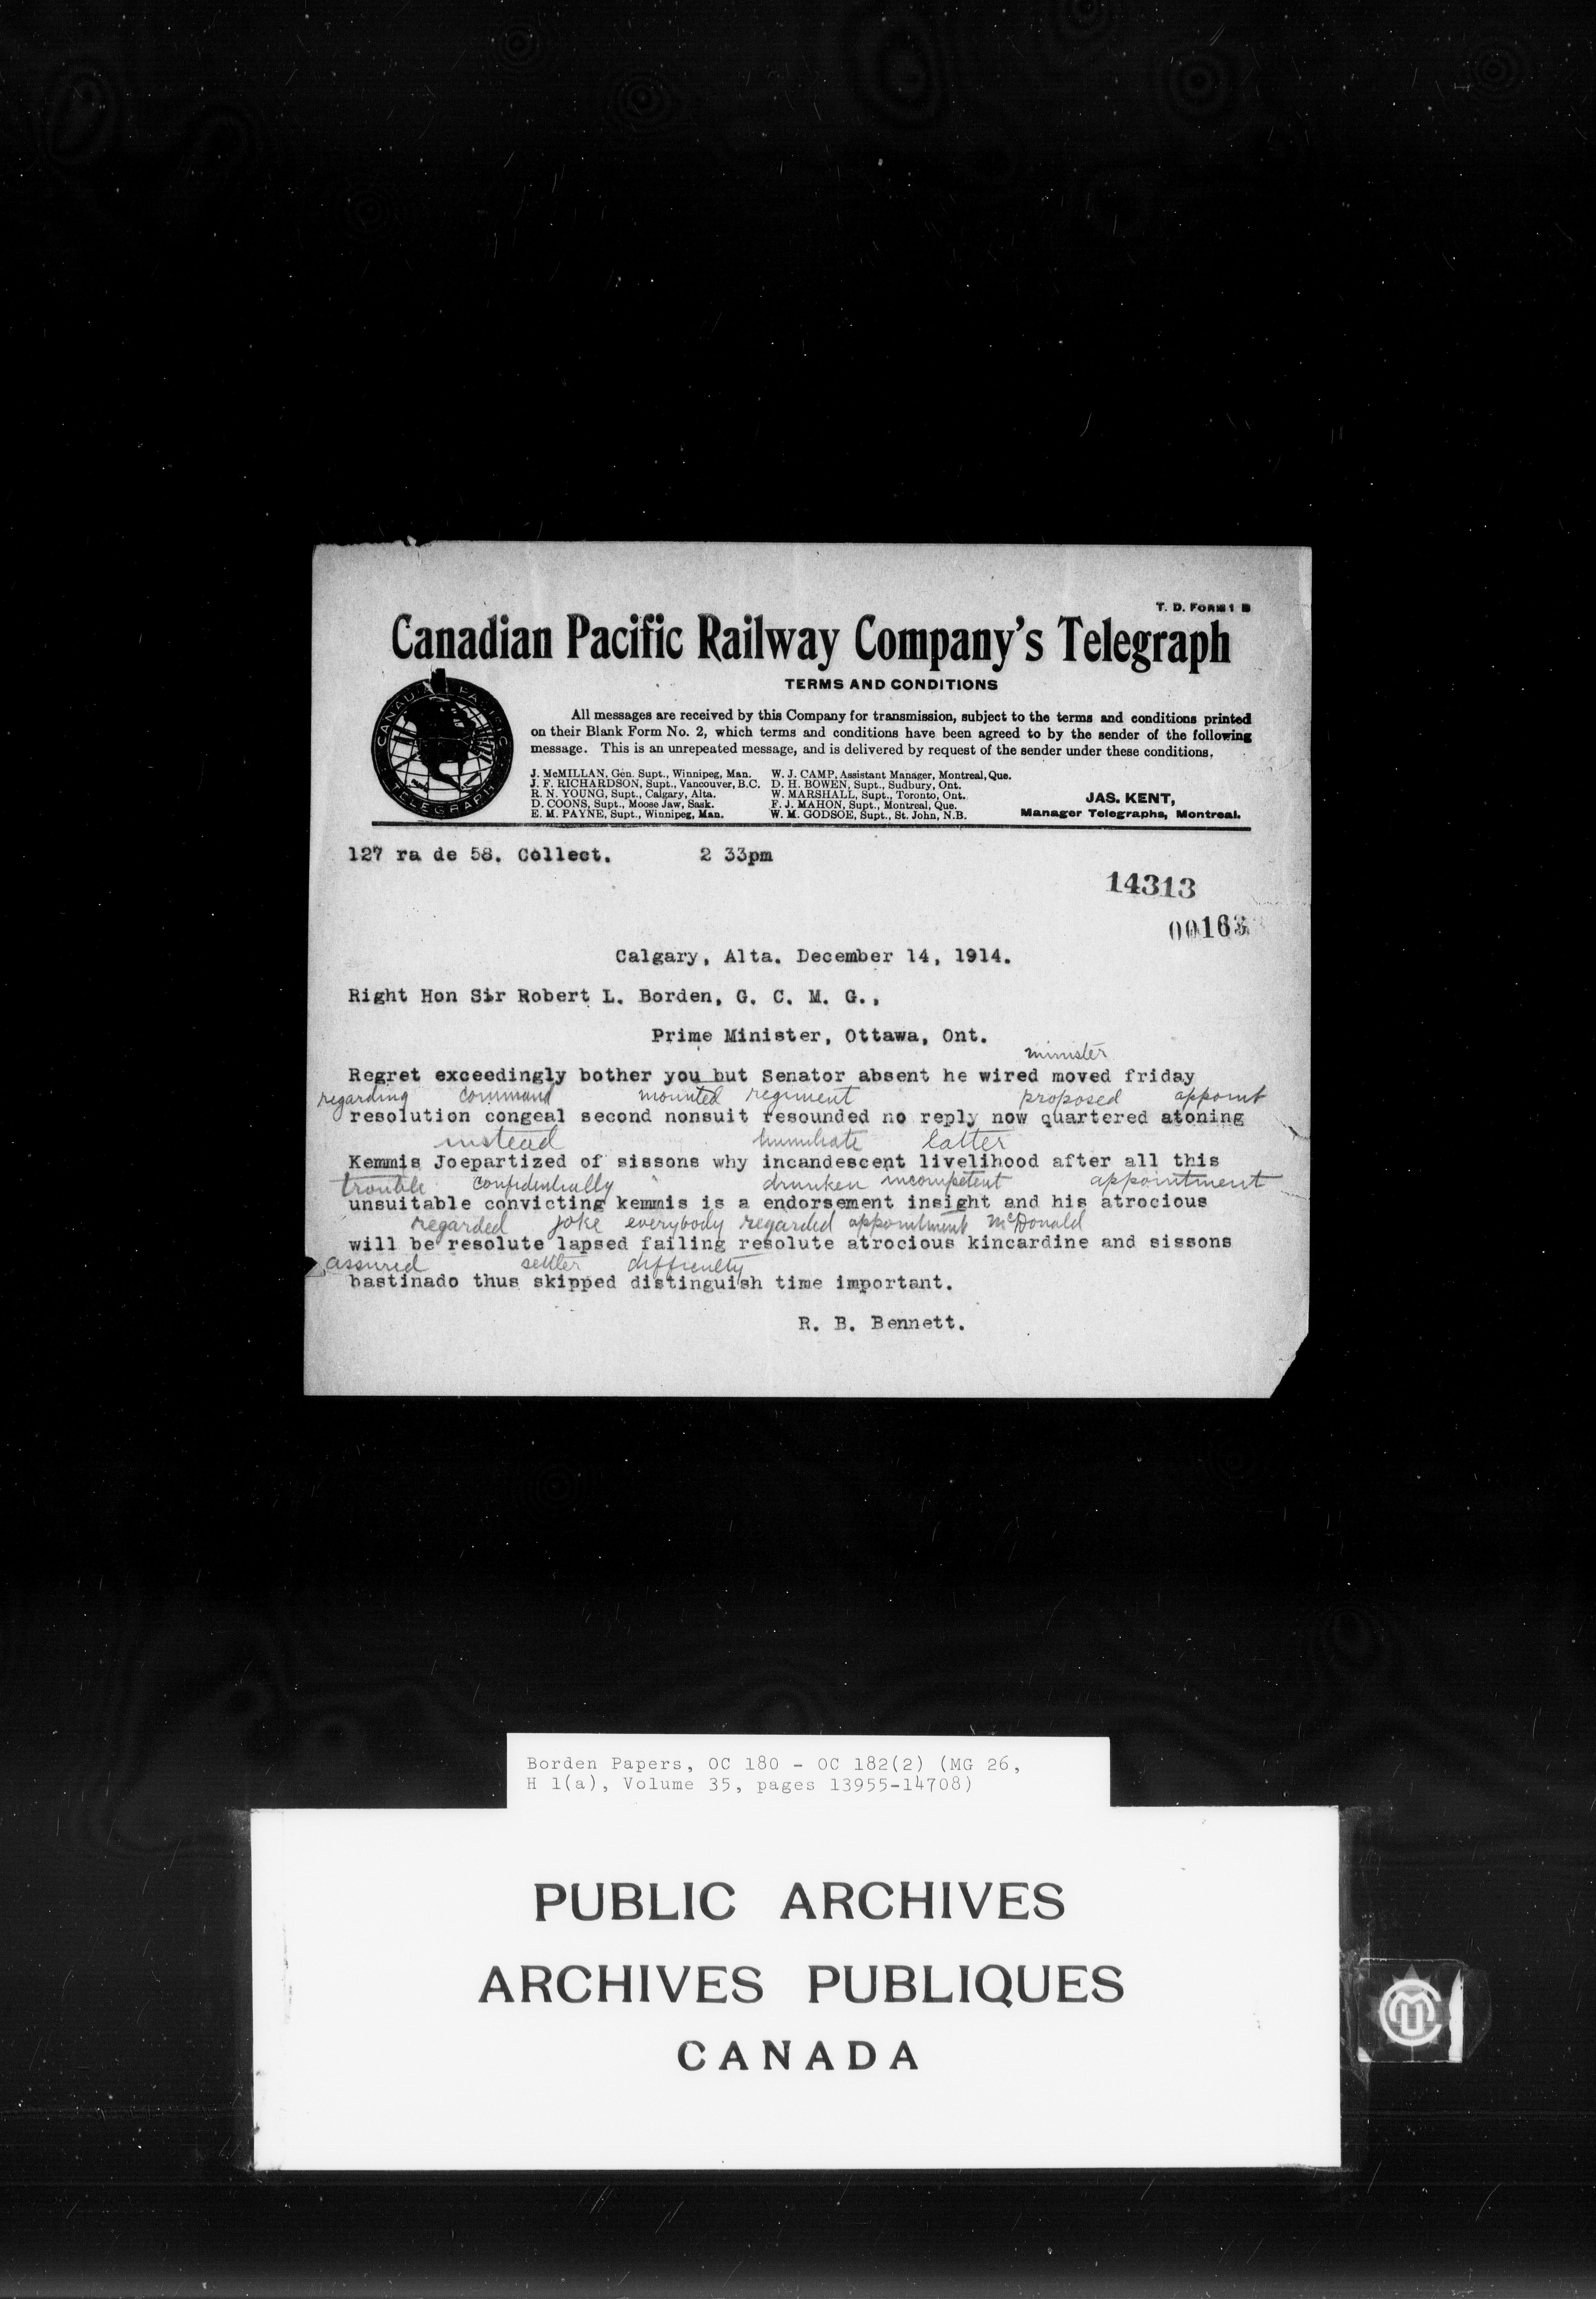 T. D. FORM 1 B
Canadian Pacific Railway Company's Telegraph
TERMS AND CONDITIONS
CANADIAN PACIFIC
TELEGRAPH
All messages are received by this Company for transmission, subject to the terms and conditions printed
on their Blank Form No. 2, which terms and conditions have been agreed to by the sender of the following
message. This is an unrepeated message, and is delivered by request of the sender under these conditions.
J. McMILLAN, Gen. Supt., Winnipeg, Man.
J. F. RICHARDSON, Supt., Vancouver, B.C.
R. N. YOUNG, Supt., Calgary, Alta.
D. COONS, Supt., Moose Jaw, Sask.
E. M. PAYNE, Supt., Winnipeg, Man.
W. J. CAMP, Assistant Manager, Montreal, Que.
D. H. BOWEN, Supt., Sudbury, Ont.
W. MARSHALL, Supt., Toronto, Ont.
F. J. MAHON, Supt., Montreal, Que.
W. M. GODSOE, Supt., St. John, N.B.
JAS. KENT,
Manager Telegraphs, Montreal.
127 ra de 58. Collect. 2 33pm
14313
00163
Calgary, Alta. December 14, 1914.
Right Hon Sir Robert L. Borden, G. C. M. G.,
Prime Minister, Ottawa, Ont.
minister
Regret exceedingly bother you but Senator absent he wired moved friday
regarding command mounted regiment proposed appoint
resolution congeal second nonsuit resounded no reply now quartered atoning
instead humiliate latter
Kemmis Joepartized of sissons why incandescent livelihood after all this
trouble confidentially drunken incompetent appointment
unsuitable convicting kemmis is a endorsement insight and his atrocious
regarded joke everybody regarded appointment McDonald
will be resolute lapsed failing resolute atrocious kincardine and sissons
assured settler difficulty
bastinado thus skipped distinguish time important.
R. B. Bennett.
Borden Papers, OC 180 - OC 182(2) (MG 26,
H 1(a), Volume 35, pages 13955-14708)
PUBLIC ARCHIVES
ARCHIVES PUBLIQUES
CANADA